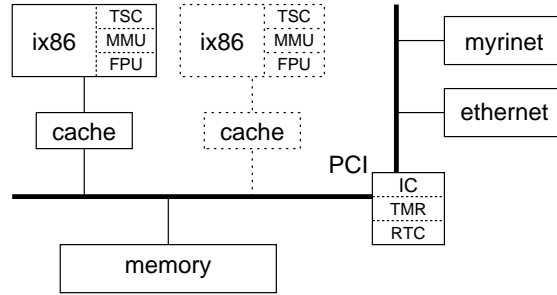 ix86
TSC
MMU
FPU
ix86
TSC
MMU
FPU
myrinet
cache
cache
ethernet
PCI
IC
TMR
RTC
memory